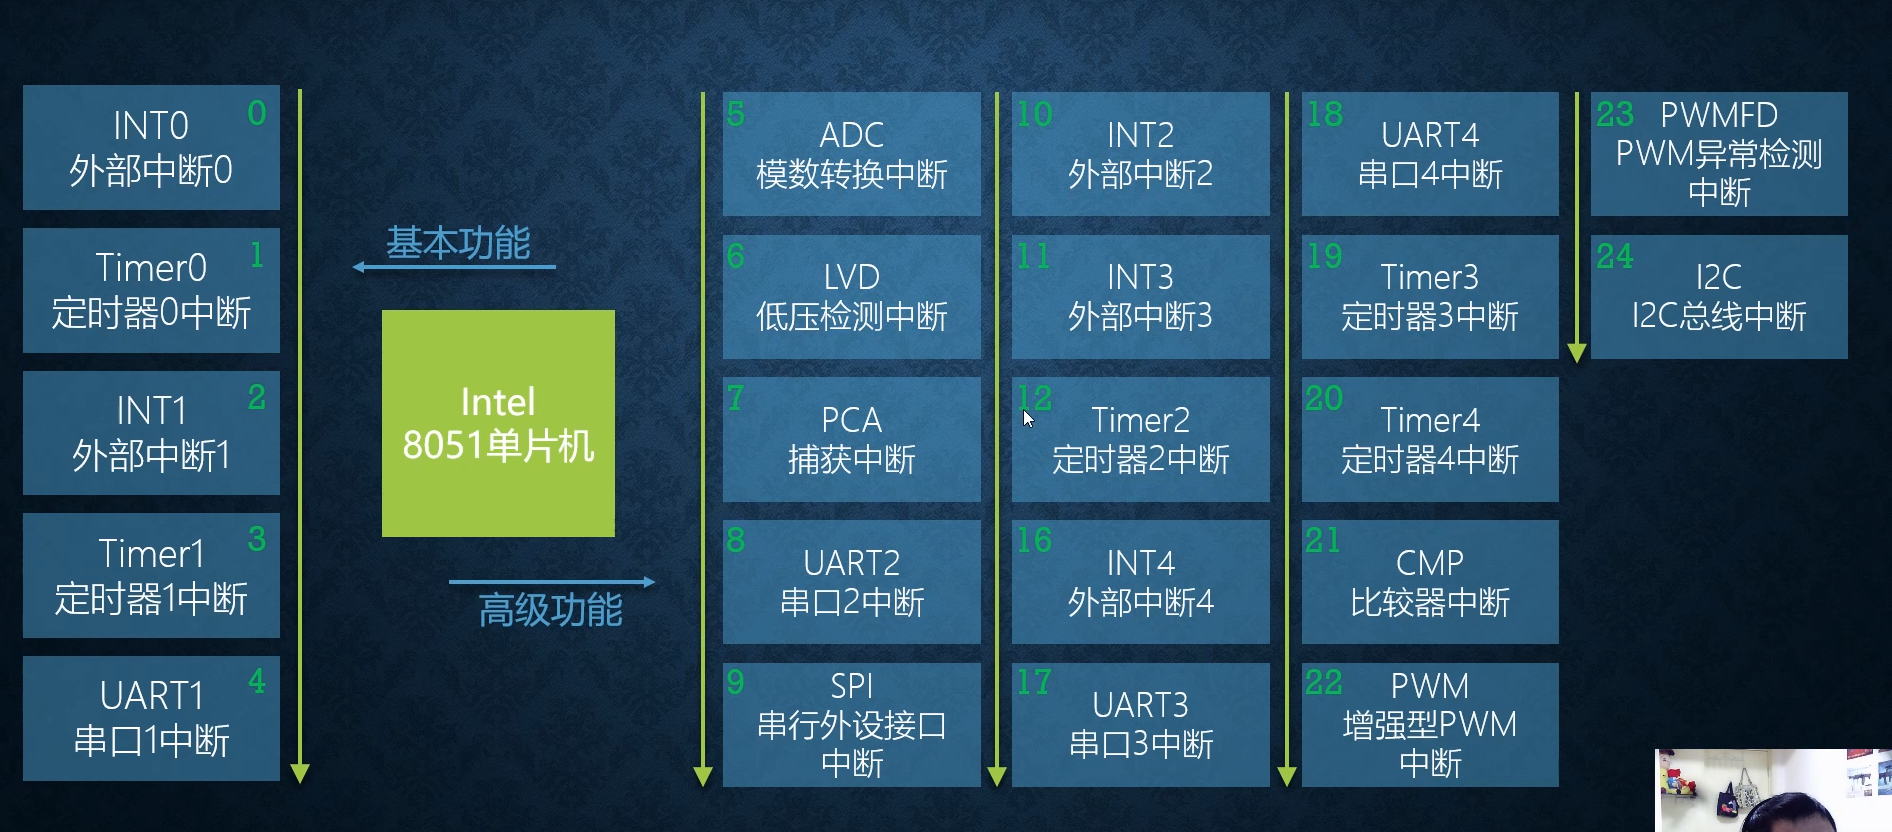 0
INT0
外部中断0
1
Timer0
定时器0中断
2
INT1
外部中断1
3
Timer1
定时器1中断
4
UART1
串口1中断
基本功能
Intel
8051单片机
高级功能
5
ADC
模数转换中断
6
LVD
低压检测中断
7
PCA
捕获中断
8
UART2
串口2中断
9
SPI
串行外设接口
中断
10
INT2
外部中断2
11
INT3
外部中断3
12
Timer2
定时器2中断
16
INT4
外部中断4
17
UART3
串口3中断
18
UART4
串口4中断
19
Timer3
定时器3中断
20
Timer4
定时器4中断
21
CMP
比较器中断
22
PWM
增强型PWM
中断
23
PWMFD
PWM异常检测
中断
24
I2C
I2C总线中断